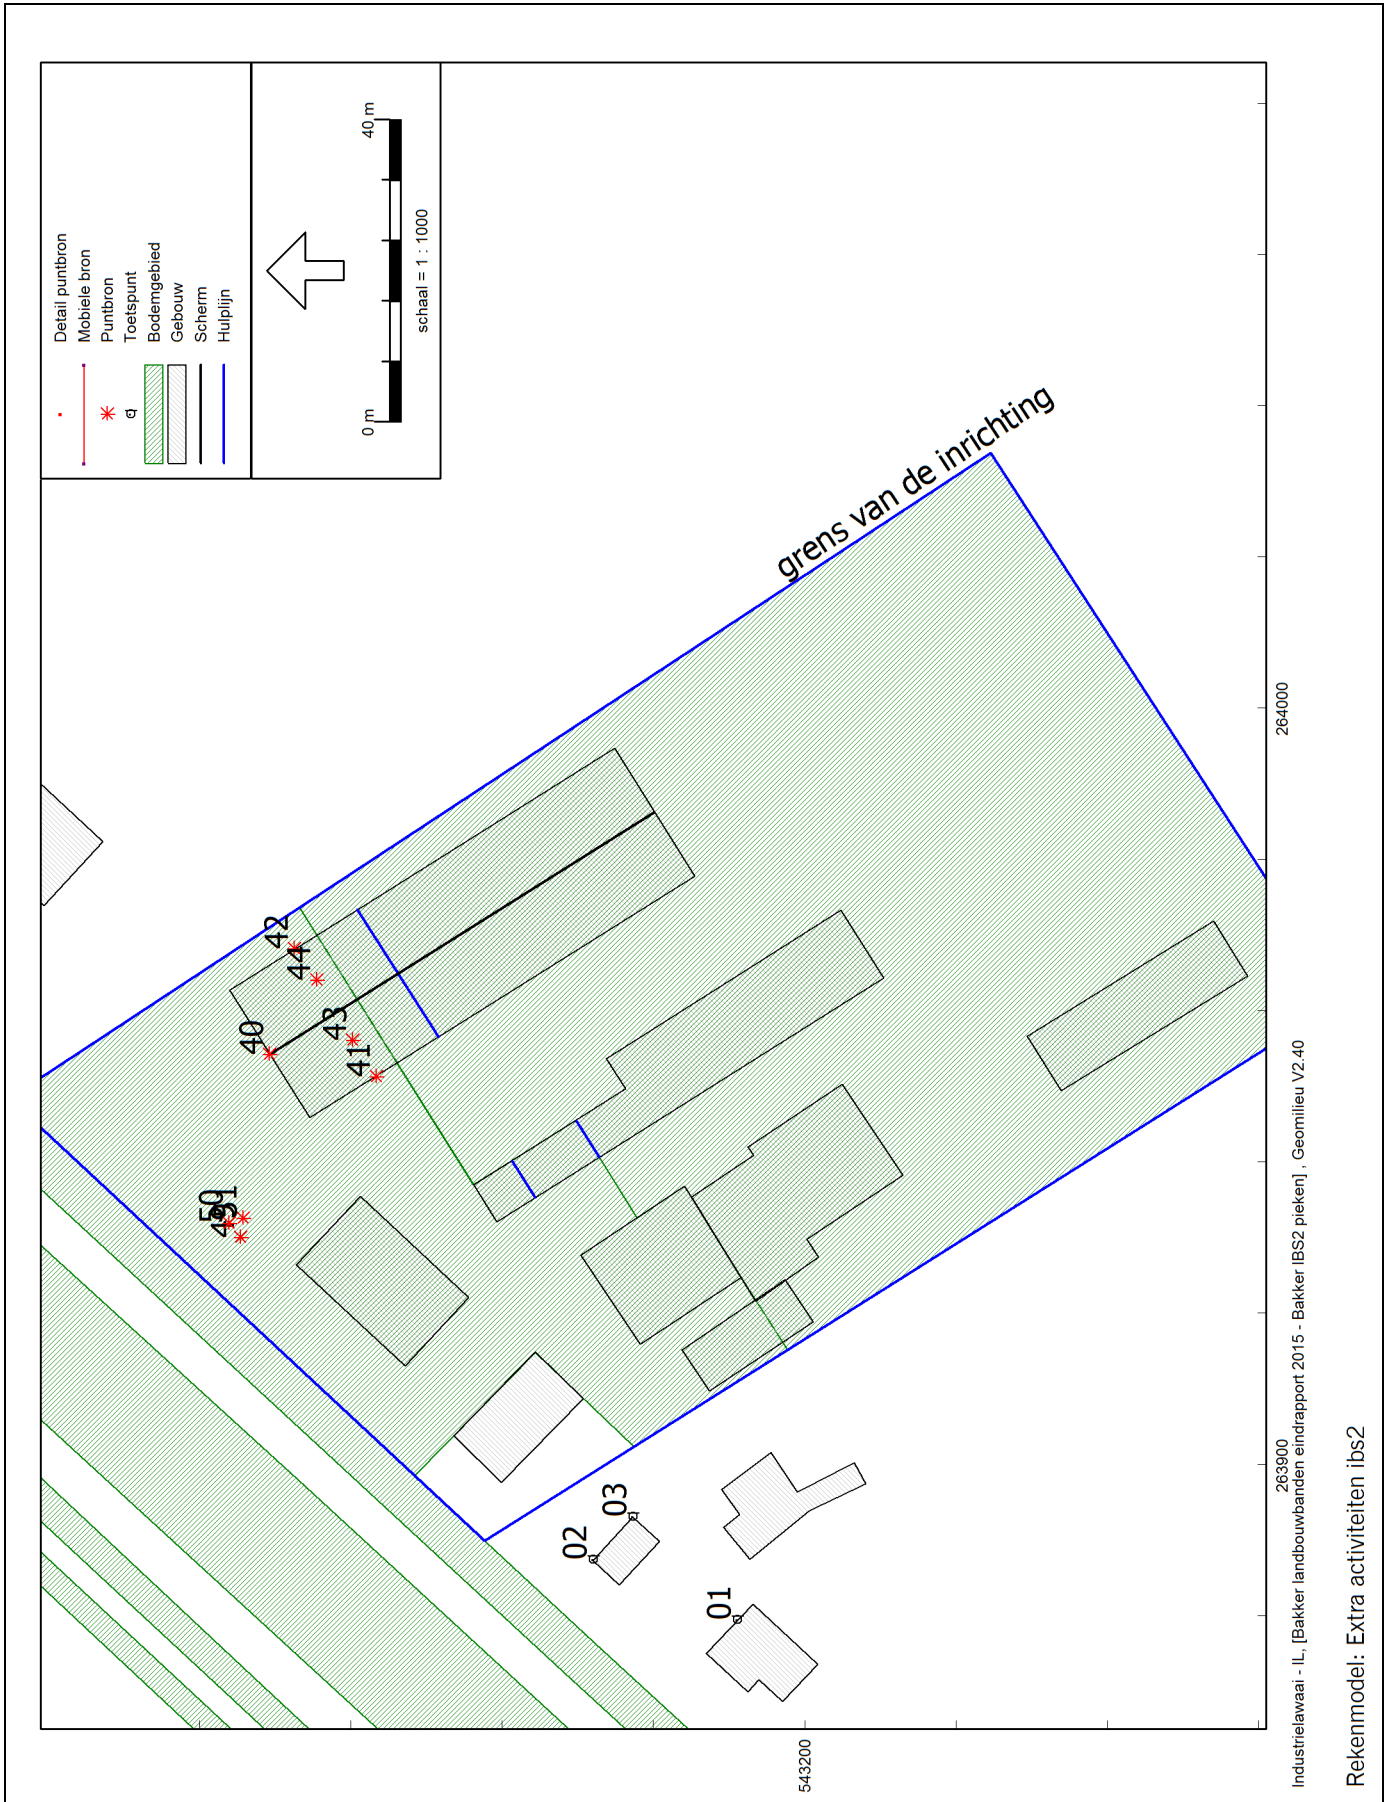 Detail puntbron
Mobiele bron
Puntbron
Toetspunt
Bodemgebied
Gebouw
Scherm
Hulplijn
0 m
40 m
schaal = 1 : 1000
grens van de inrichting
42
44
40
43
41
50
51
03
02
01
264000
263900
543200
Industrielawaai - IL, [Bakker landbouwbanden eindrapport 2015 - Bakker IBS2 pieken] , Geomilieu V2.40
Rekenmodel: Extra activiteiten ibs2